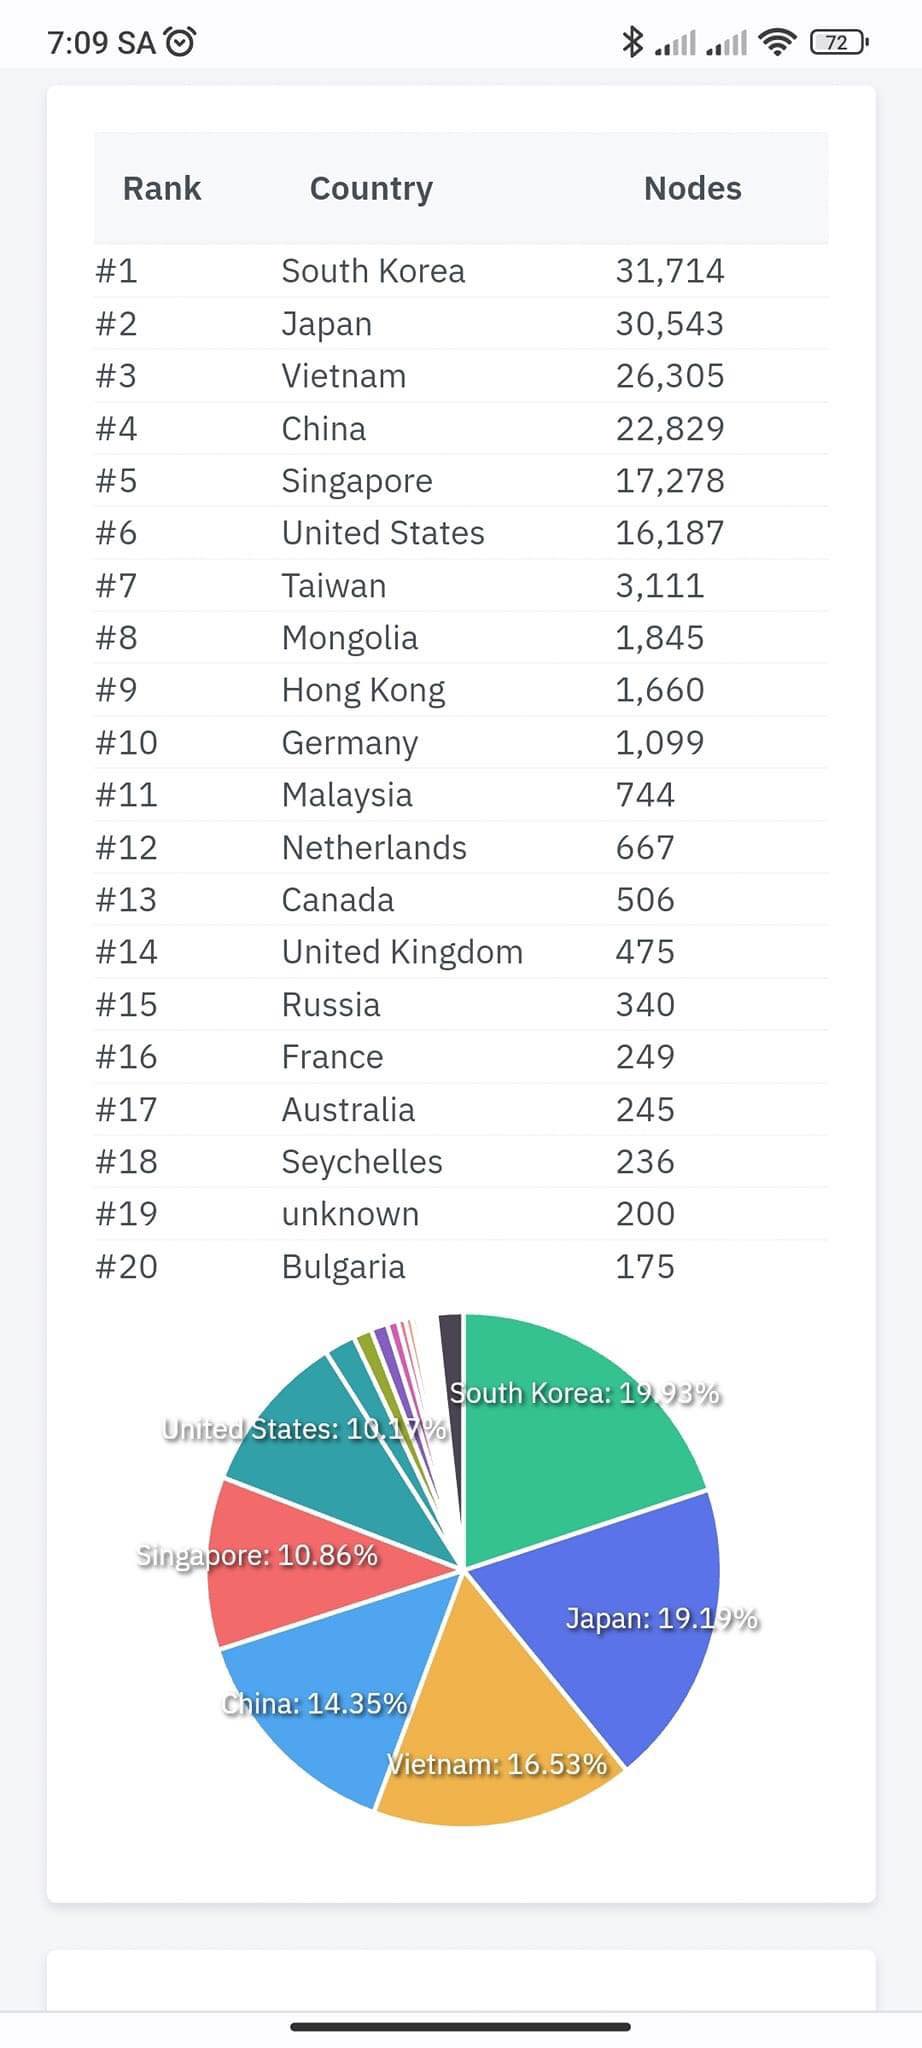 7:09 SA
72
Rank Country Nodes
#1 South Korea 31,714
#2 Japan 30,543
#3 Vietnam 26,305
#4 China 22,829
#5 Singapore 17,278
#6 United States 16,187
#7 Taiwan 3,111
#8 Mongolia 1,845
#9 Hong Kong 1,660
#10 Germany 1,099
#11 Malaysia 744
#12 Netherlands 667
#13 Canada 506
#14 United Kingdom 475
#15 Russia 340
#16 France 249
#17 Australia 245
#18 Seychelles 236
#19 unknown 200
#20 Bulgaria 175
South Korea: 19.93%
United States: 10.17%
Singapore: 10.86%
Japan: 19.19%
China: 14.35%
Vietnam: 16.53%